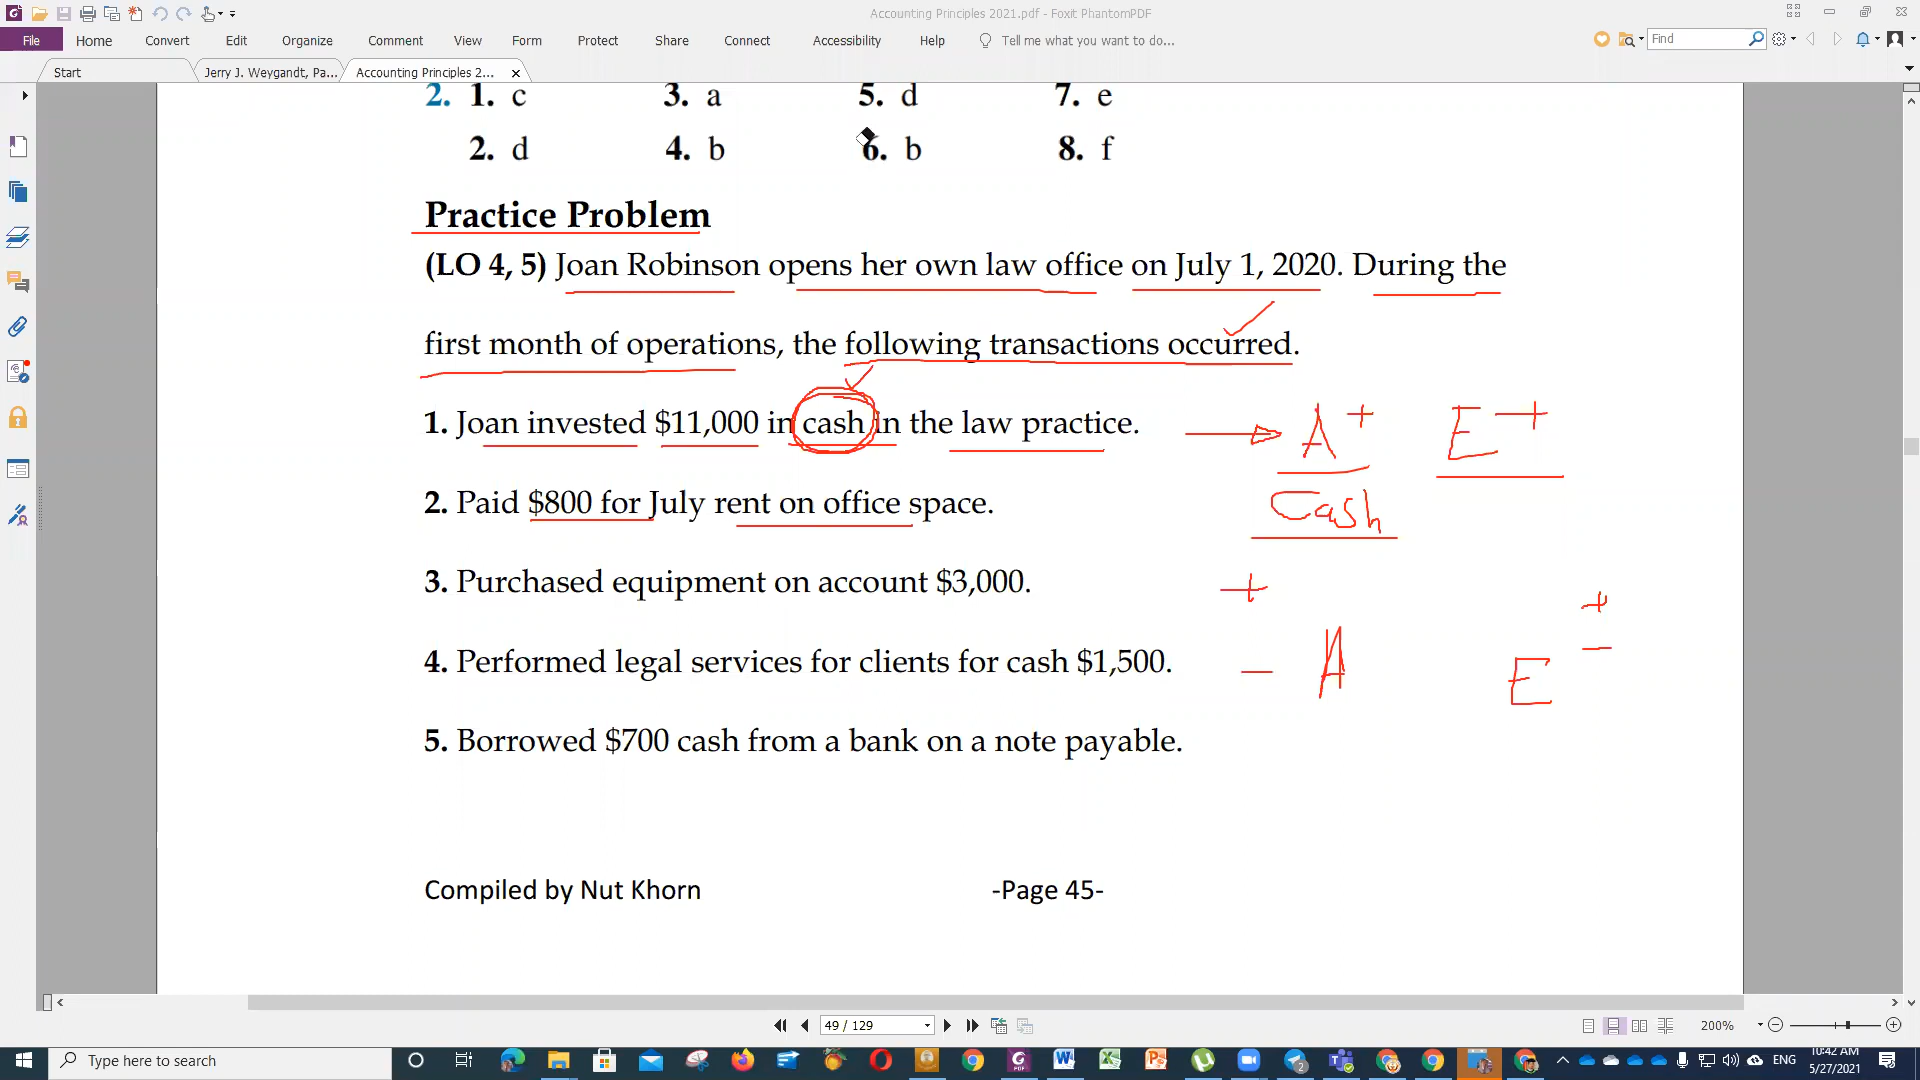 Accounting Principles 2021.pdf - Foxit PhantomPDF
File Home Convert Edit Organize Comment View Form Protect Share Connect Accessibility Help Tell me what you want to do... Find
Start Jerry J. Weygandt, Pa... Accounting Principles 2...
2. 1. c 3. a 5. d 7. e
2. d 4. b 6. b 8. f
Practice Problem
(LO 4, 5) Joan Robinson opens her own law office on July 1, 2020. During the
first month of operations, the following transactions occurred.
1. Joan invested $11,000 in cash in the law practice. A + E +
2. Paid $800 for July rent on office space. Cash
3. Purchased equipment on account $3,000. + +
4. Performed legal services for clients for cash $1,500. - A E -
5. Borrowed $700 cash from a bank on a note payable.
Compiled by Nut Khorn -Page 45-
49 / 129 200%
Type here to search ENG 10:42 AM
5/27/2021